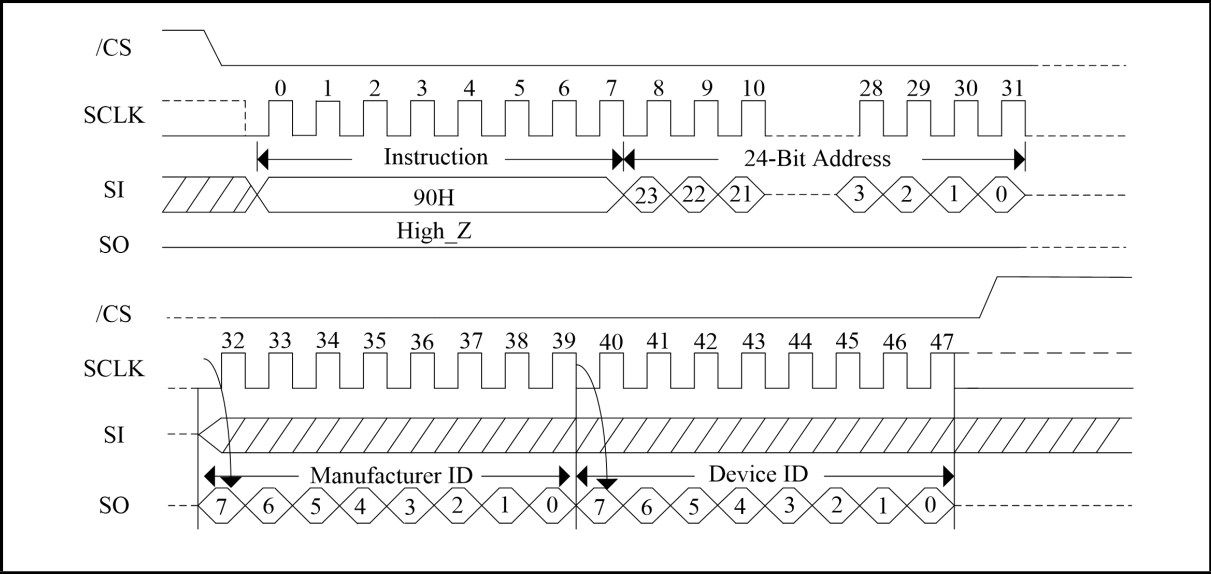 /CS
0 1 2 3 4 5 6 7 8 9 10 28 29 30 31
SCLK
Instruction 24-Bit Address
SI 90H 23 22 21 3 2 1 0
High_Z
SO
/CS
32 33 34 35 36 37 38 39 40 41 42 43 44 45 46 47
SCLK
SI
Manufacturer ID Device ID
SO 7 6 5 4 3 2 1 0 7 6 5 4 3 2 1 0